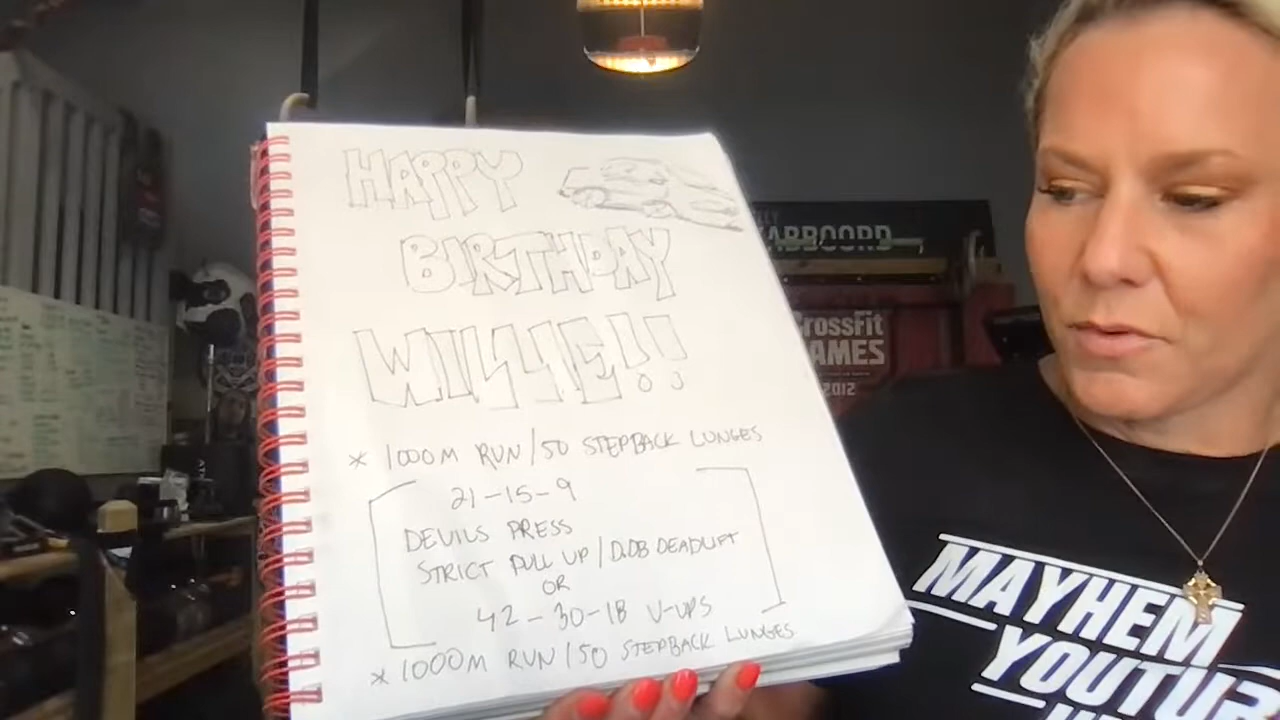 HAPPY
BIRTHDAY
WILLIE!!
* 1000M RUN/50 STEPBACK LUNGES
21-15-9
DEVILS PRESS
STRICT PULL UP/D.DB DEADLIFT
OR
42-30-18 V-UPS
* 1000M RUN/50 STEPBACK LUNGES
CrossFit
GAMES
2012
MAYHEM